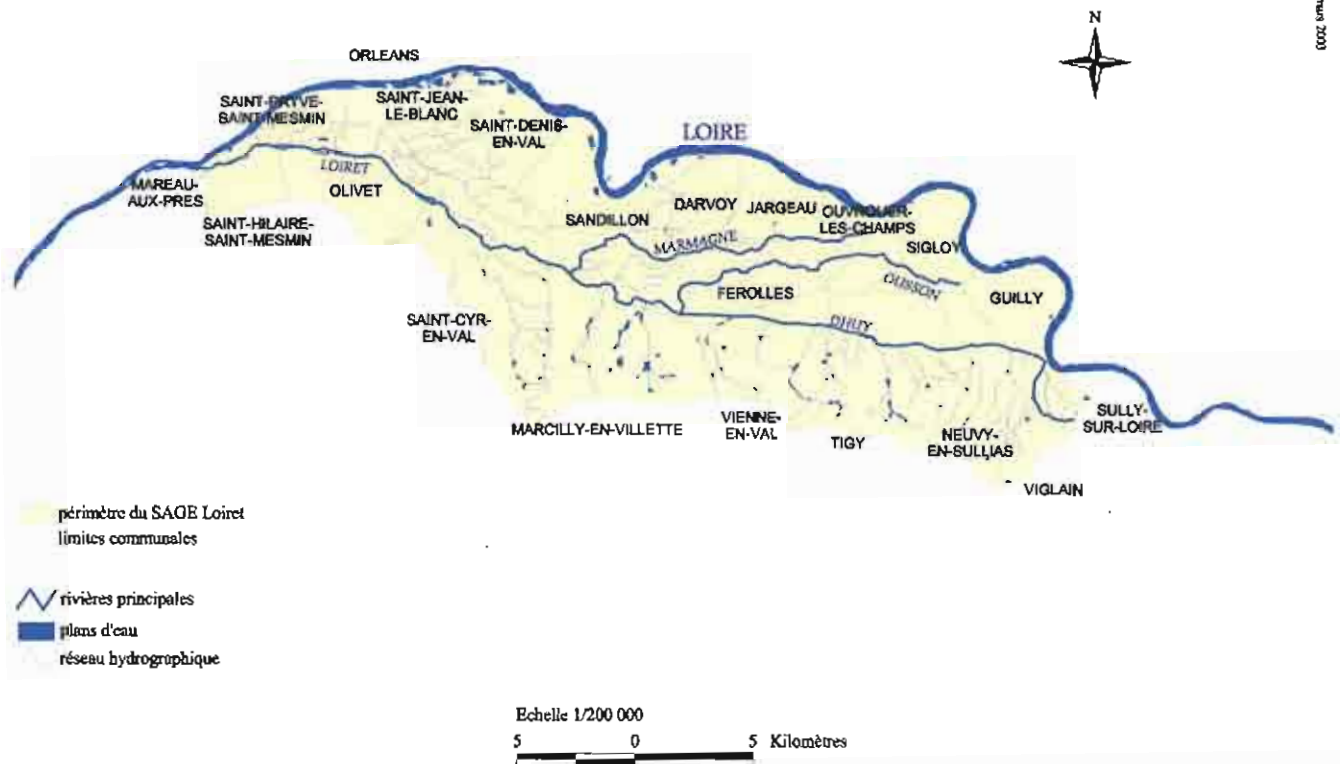 N
ORLEANS
SAINT-PRYVE-
SAINT-MESMIN
SAINT-JEAN-
LE-BLANC
SAINT-DENIS-
EN-VAL
LOIRE
LOIRET
MAREAU-
AUX-PRES
OLIVET
SAINT-HILAIRE-
SAINT-MESMIN
SANDILLON
DARVOY
JARGEAU
OUVROUER-
LES-CHAMPS
MARMAGNE
SIGLOY
OUSSON
FEROLLES
GUILLY
DHUY
SAINT-CYR-
EN-VAL
MARCILLY-EN-VILLETTE
VIENNE-
EN-VAL
TIGY
NEUVY-
EN-SULLIAS
SULLY-
SUR-LOIRE
VIGLAIN
périmètre du SAGE Loiret
limites communales
rivières principales
plans d'eau
réseau hydrographique
Echelle 1/200 000
5 0 5 Kilomètres
2000